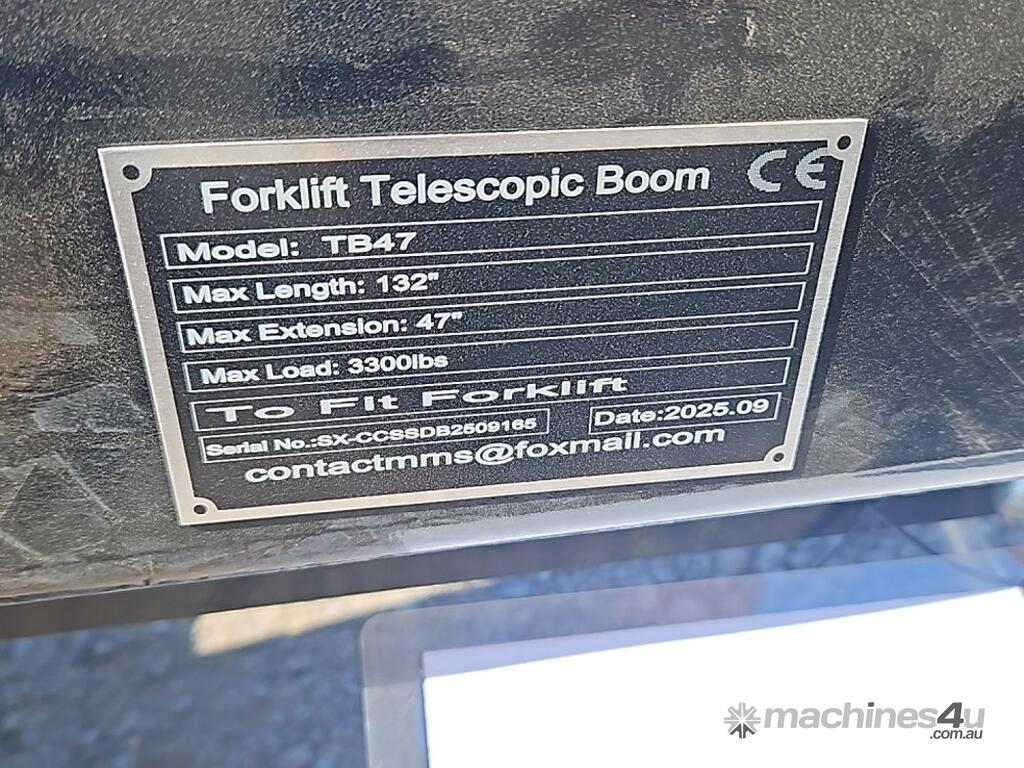 Forklift Telescopic Boom CE
Model: TB47
Max Length: 132"
Max Extension: 47"
Max Load: 3300lbs
To Fit Forklift
Serial No.:SX-CCSSDB2509165 Date:2025.09
contactmms@foxmail.com
machines4u
.com.au